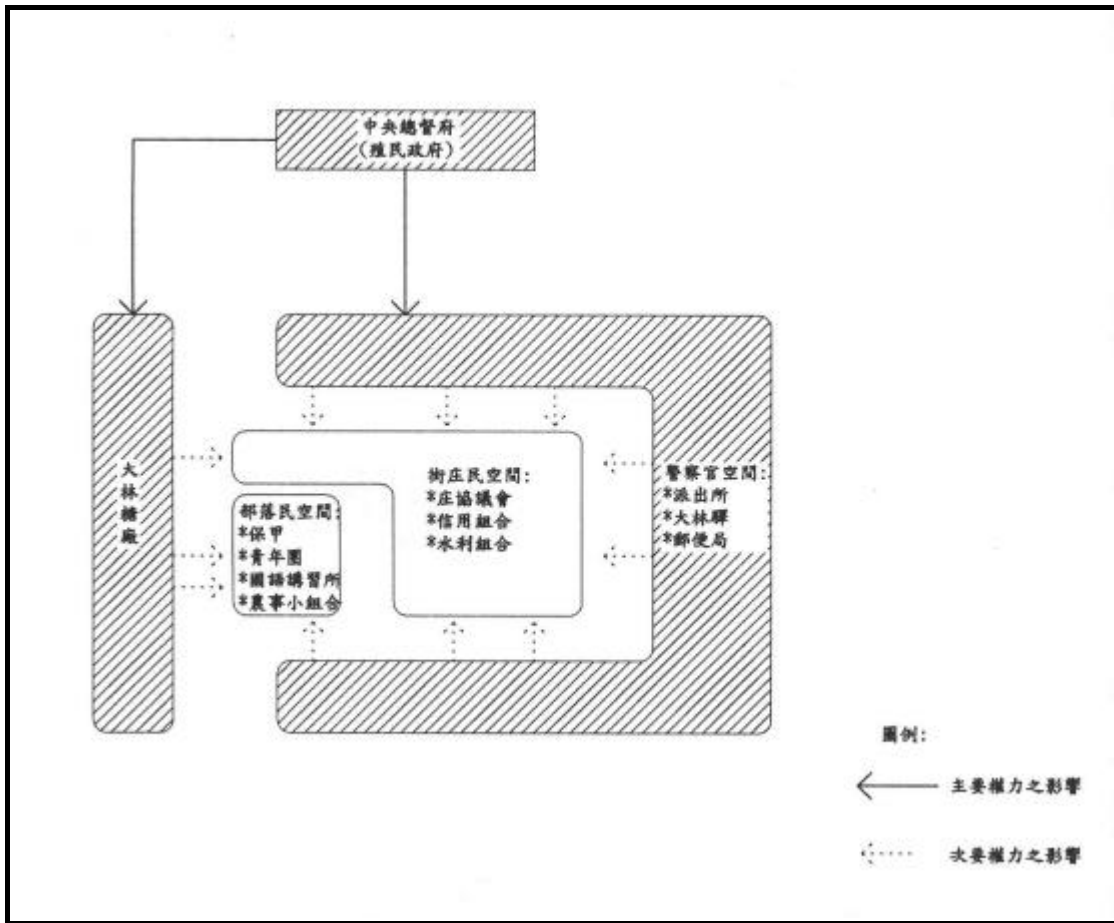 中央總督府
(殖民政府)
大
林
糖
廠
部落民空間:
*保甲
*青年團
*國語講習所
*農事小組合
街庄民空間:
*庄協議會
*信用組合
*水利組合
警察官空間:
*派出所
*大林驛
*郵便局
圖例:
主要權力之影響
次要權力之影響